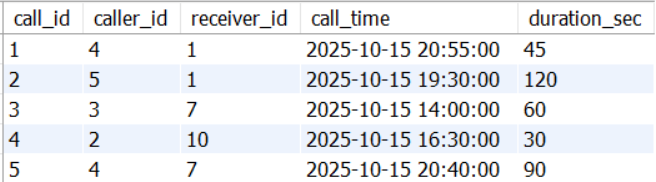 call_id caller_id receiver_id call_time duration_sec
1 4 1 2025-10-15 20:55:00 45
2 5 1 2025-10-15 19:30:00 120
3 3 7 2025-10-15 14:00:00 60
4 2 10 2025-10-15 16:30:00 30
5 4 7 2025-10-15 20:40:00 90